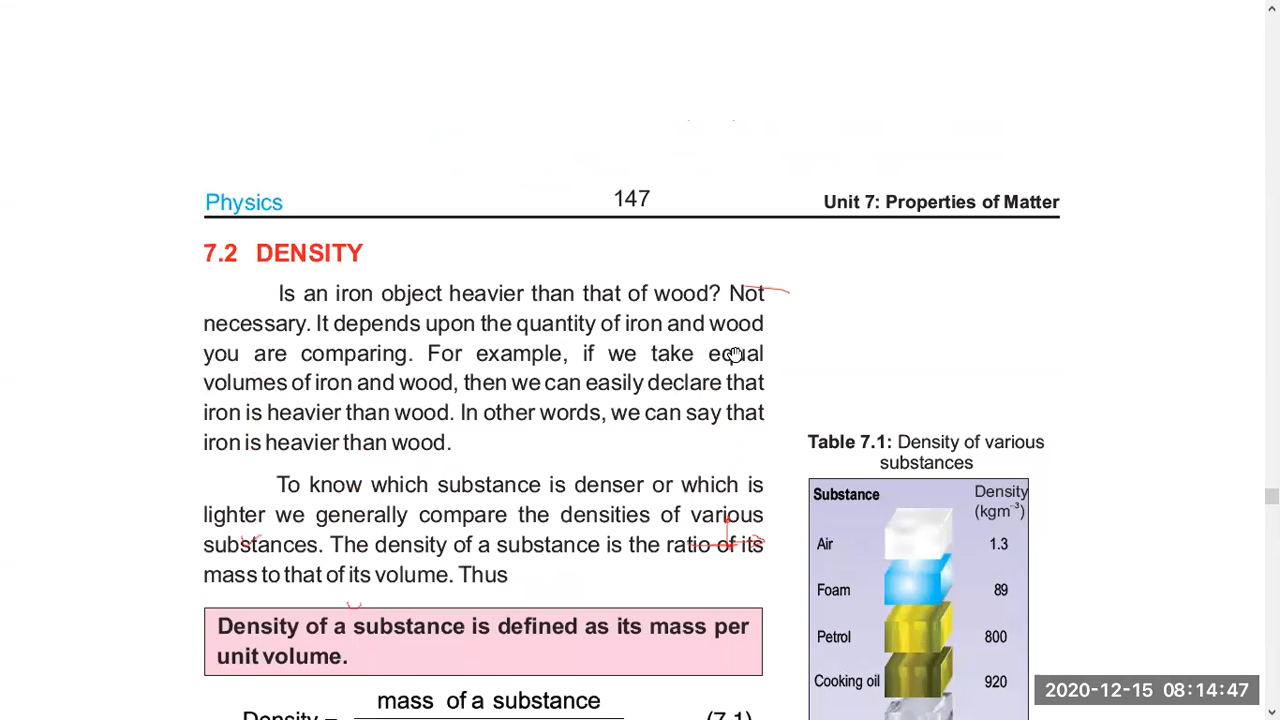 Physics 147 Unit 7: Properties of Matter
7.2 DENSITY
Is an iron object heavier than that of wood? Not
necessary. It depends upon the quantity of iron and wood
you are comparing. For example, if we take equal
volumes of iron and wood, then we can easily declare that
iron is heavier than wood. In other words, we can say that
iron is heavier than wood.
To know which substance is denser or which is
lighter we generally compare the densities of various
substances. The density of a substance is the ratio of its
mass to that of its volume. Thus
Density of a substance is defined as its mass per
unit volume.
mass of a substance
Density = (7.1)
Table 7.1: Density of various
substances
Substance Density
(kgm⁻³)
Air 1.3
Foam 89
Petrol 800
Cooking oil 920
2020-12-15 08:14:47